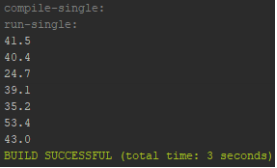 compile-single:
run-single:
41.5
40.4
24.7
39.1
35.2
53.4
43.0
BUILD SUCCESSFUL (total time: 3 seconds)